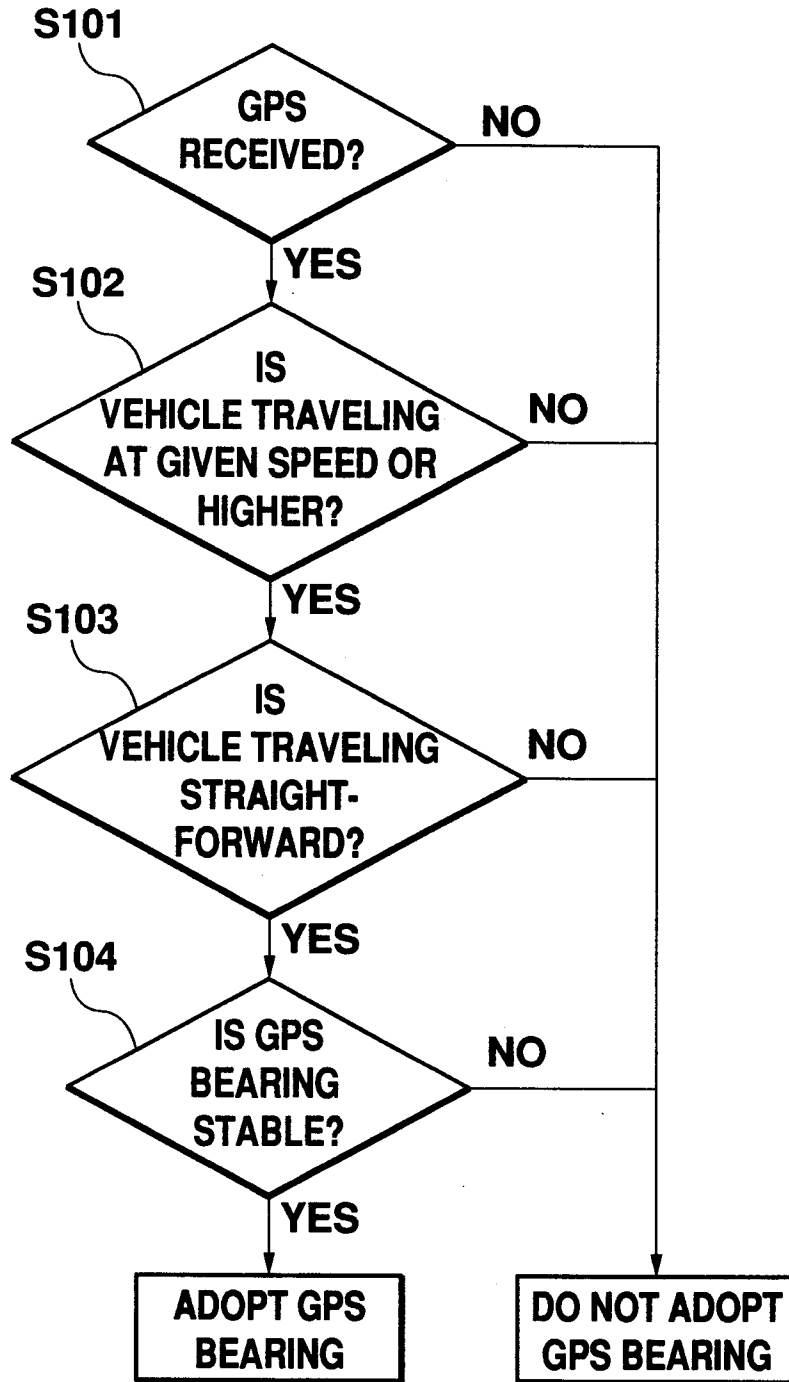 S101
GPS
RECEIVED?
NO
YES
S102
IS
VEHICLE TRAVELING
AT GIVEN SPEED OR
HIGHER?
NO
YES
S103
IS
VEHICLE TRAVELING
STRAIGHT-
FORWARD?
NO
YES
S104
IS GPS
BEARING
STABLE?
NO
YES
ADOPT GPS
BEARING
DO NOT ADOPT
GPS BEARING